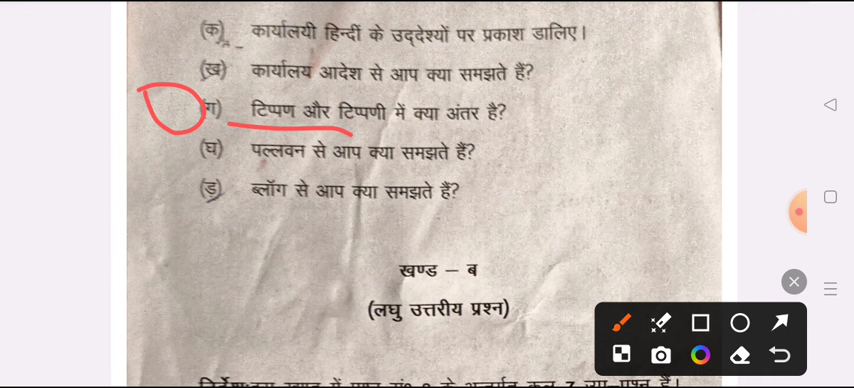 (क) कार्यालयी हिन्दीं के उद्देश्यों पर प्रकाश डालिए।
(ख) कार्यालय आदेश से आप क्या समझते हैं?
(ग) टिप्पण और टिप्पणी में क्या अंतर है?
(घ) पल्लवन से आप क्या समझते हैं?
(ड़) ब्लॉग से आप क्या समझते हैं?
खण्ड – ब
(लघु उत्तरीय प्रश्न)